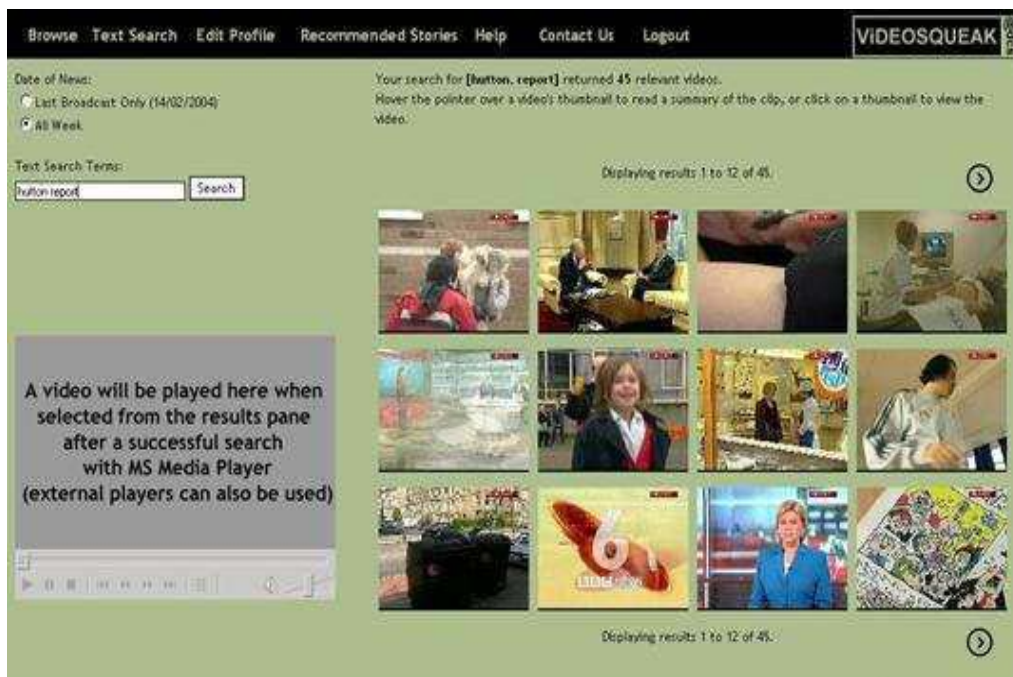 Browse Text Search Edit Profile Recommended Stories Help Contact Us Logout
ViDEOSQUEAK
Date of News:
Last Broadcast Only (14/02/2004)
All Week
Text Search Terms:
hutton report
Search
Your search for [hutton, report] returned 45 relevant videos.
Hover the pointer over a video's thumbnail to read a summary of the clip, or click on a thumbnail to view the
video.
Displaying results 1 to 12 of 45.
A video will be played here when
selected from the results pane
after a successful search
with MS Media Player
(external players can also be used)
6
Displaying results 1 to 12 of 45.